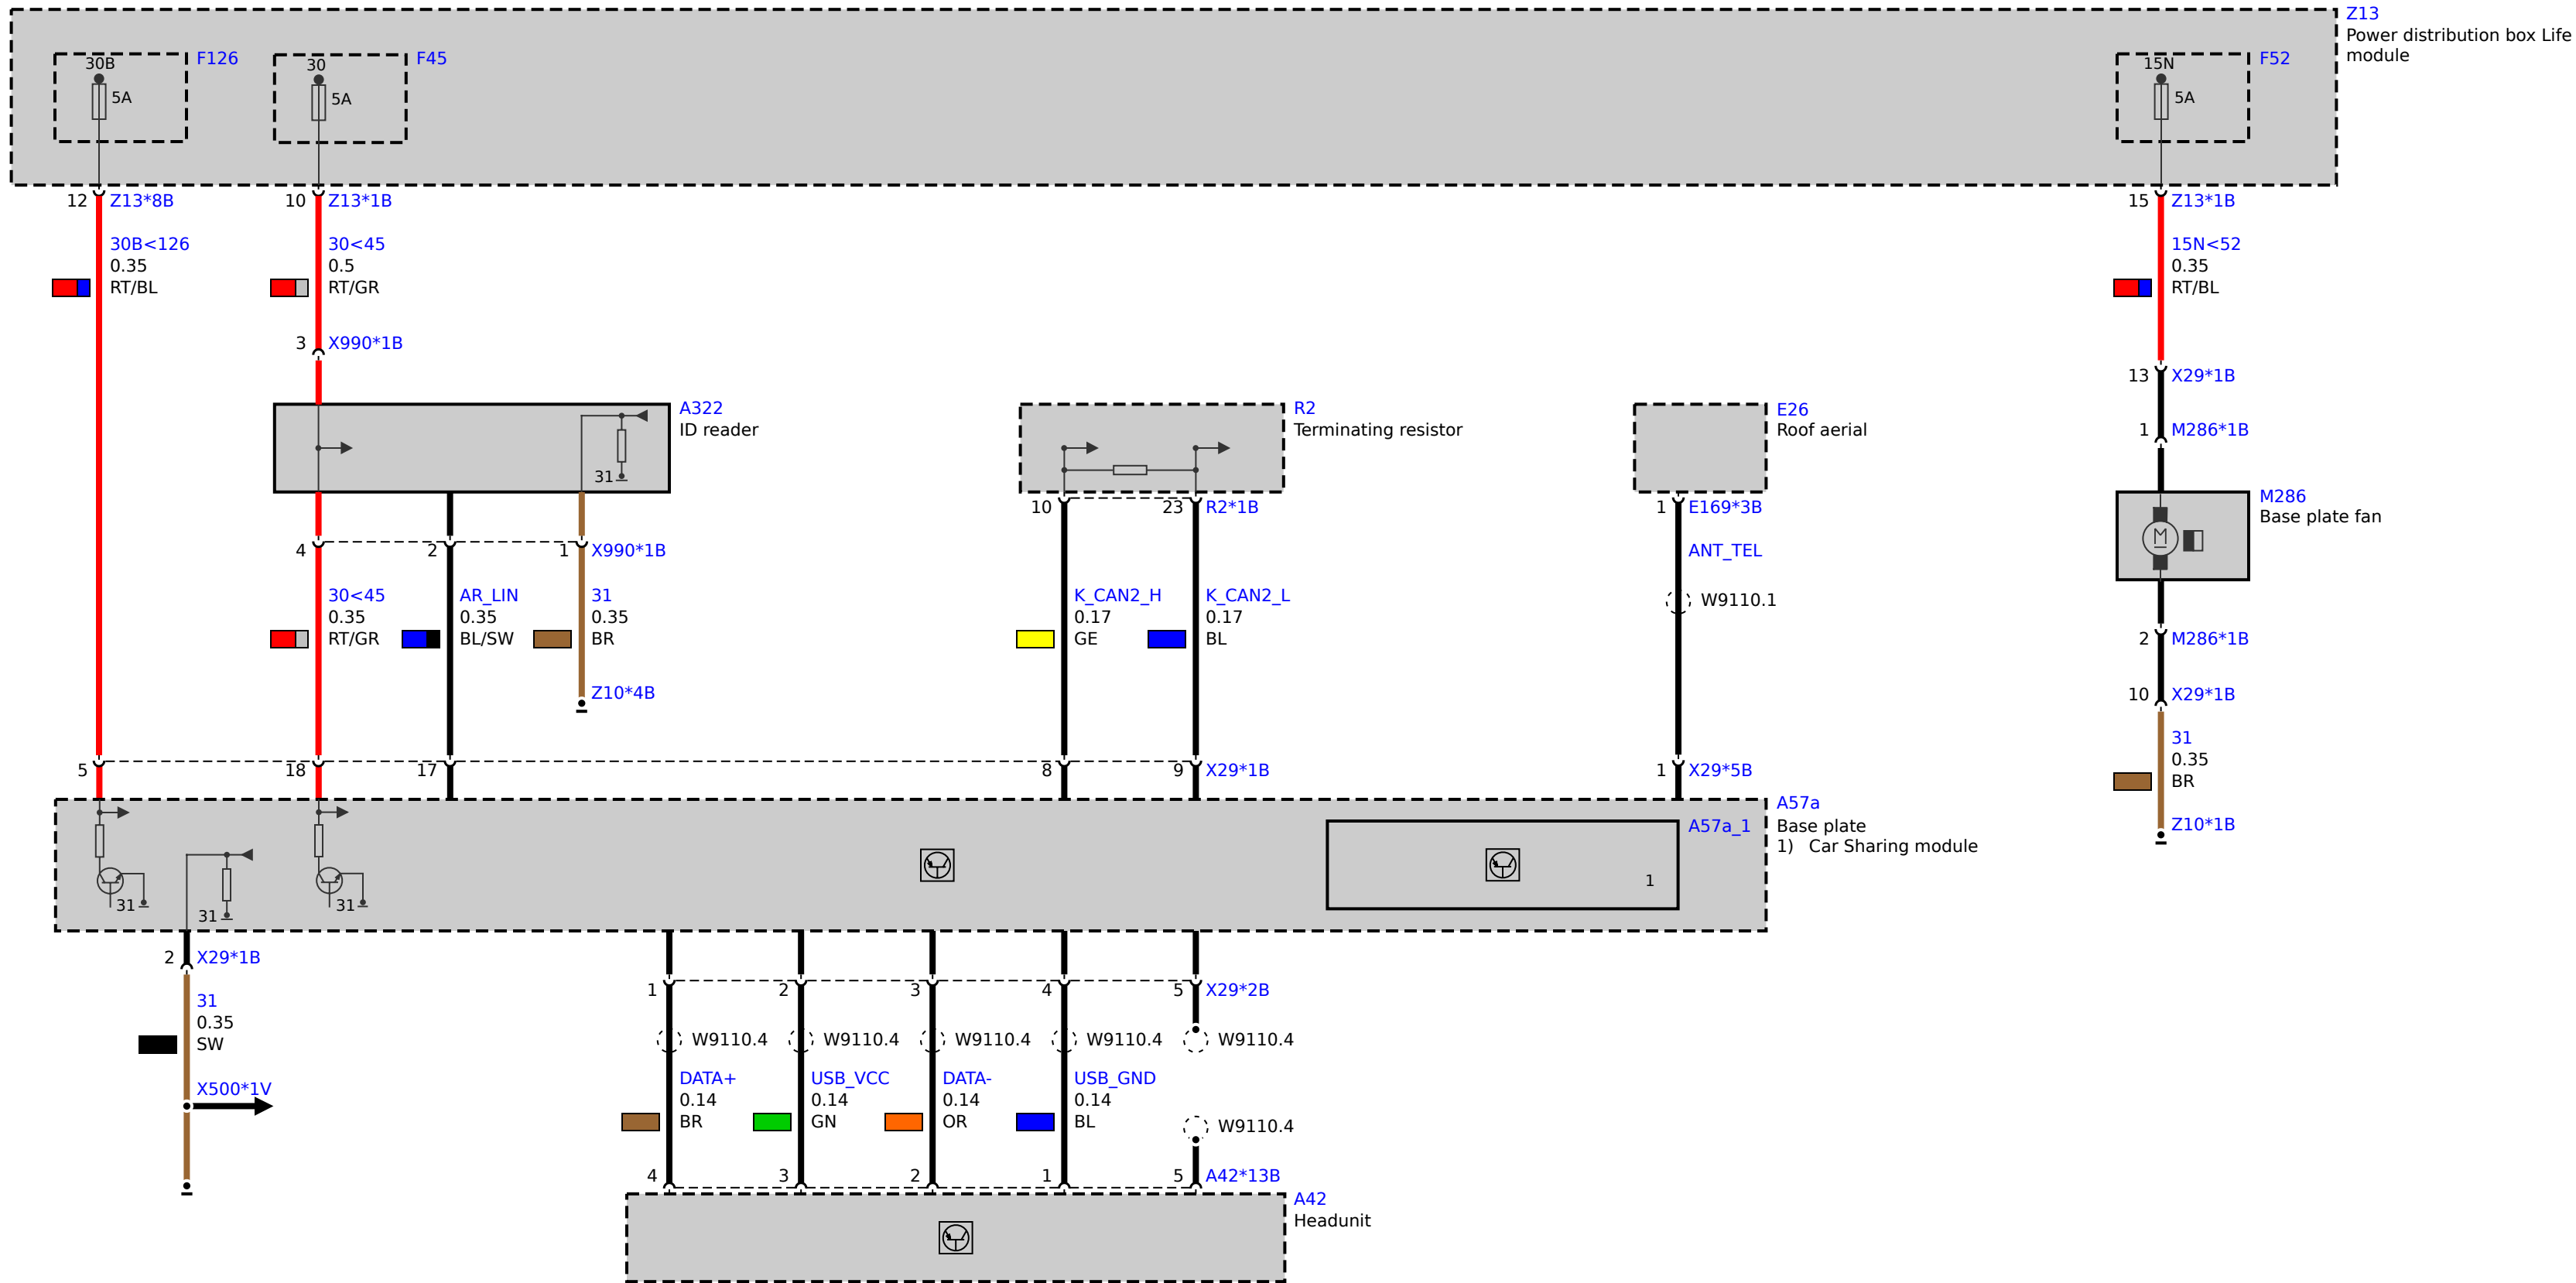 Z13
Power distribution box Life
module
30B
F126
5A
30
F45
5A
15N
F52
5A
12 Z13*8B
10 Z13*1B
15 Z13*1B
30B<126
0.35
RT/BL
30<45
0.5
RT/GR
15N<52
0.35
RT/BL
3 X990*1B
13 X29*1B
1 M286*1B
A322
ID reader
31
R2
Terminating resistor
E26
Roof aerial
M286
Base plate fan
M
10
23 R2*1B
1 E169*3B
ANT_TEL
W9110.1
4
2
1 X990*1B
30<45
0.35
RT/GR
AR_LIN
0.35
BL/SW
31
0.35
BR
Z10*4B
K_CAN2_H
0.17
GE
K_CAN2_L
0.17
BL
2 M286*1B
10 X29*1B
31
0.35
BR
Z10*1B
5
18
17
8
9 X29*1B
1 X29*5B
A57a
Base plate
1) Car Sharing module
A57a_1
1
31
31
31
2 X29*1B
31
0.35
SW
X500*1V
1
2
3
4
5 X29*2B
W9110.4
W9110.4
W9110.4
W9110.4
W9110.4
DATA+
0.14
BR
USB_VCC
0.14
GN
DATA-
0.14
OR
USB_GND
0.14
BL
W9110.4
4
3
2
1
5 A42*13B
A42
Headunit